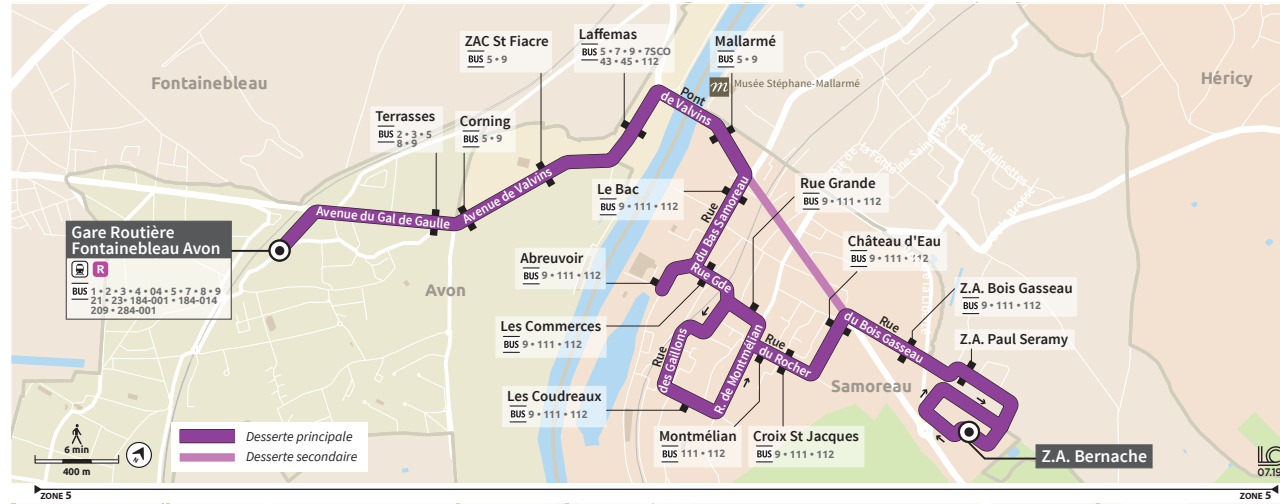 Fontainebleau
ZAC St Fiacre
BUS 5 • 9
Laffemas
BUS 5 • 7 • 9 • 7SCO
43 • 45 • 112
Mallarmé
BUS 5 • 9
m
Musée Stéphane-Mallarmé
Héricy
Terrasses
BUS 2 • 3 • 5
8 • 9
Corning
BUS 5 • 9
Pont
de Valvins
R. des Aulnettes
Le Bac
BUS 9 • 111 • 112
Rue Grande
BUS 9 • 111 • 112
Avenue du Gal de Gaulle
Avenue de Valvins
Rue
du Bas Samoreau
Gare Routière
Fontainebleau Avon
R
BUS 1 • 2 • 3 • 4 • 04 • 5 • 7 • 8 • 9
21 • 23 • 184-001 • 184-014
209 • 284-001
Château d'Eau
BUS 9 • 111 • 112
Abreuvoir
BUS 9 • 111 • 112
Rue Gde
Avon
Z.A. Bois Gasseau
BUS 9 • 111 • 112
Les Commerces
BUS 9 • 111 • 112
Rue
des Gaillons
R. de Montmélian
Rue
du Rocher
Rue
du Bois Gasseau
Z.A. Paul Seramy
Samoreau
Les Coudreaux
BUS 9 • 111 • 112
Montmélian
BUS 111 • 112
Croix St Jacques
BUS 9 • 111 • 112
Z.A. Bernache
6 min
400 m
Desserte principale
Desserte secondaire
LC
07.19
ZONE 5
ZONE 5